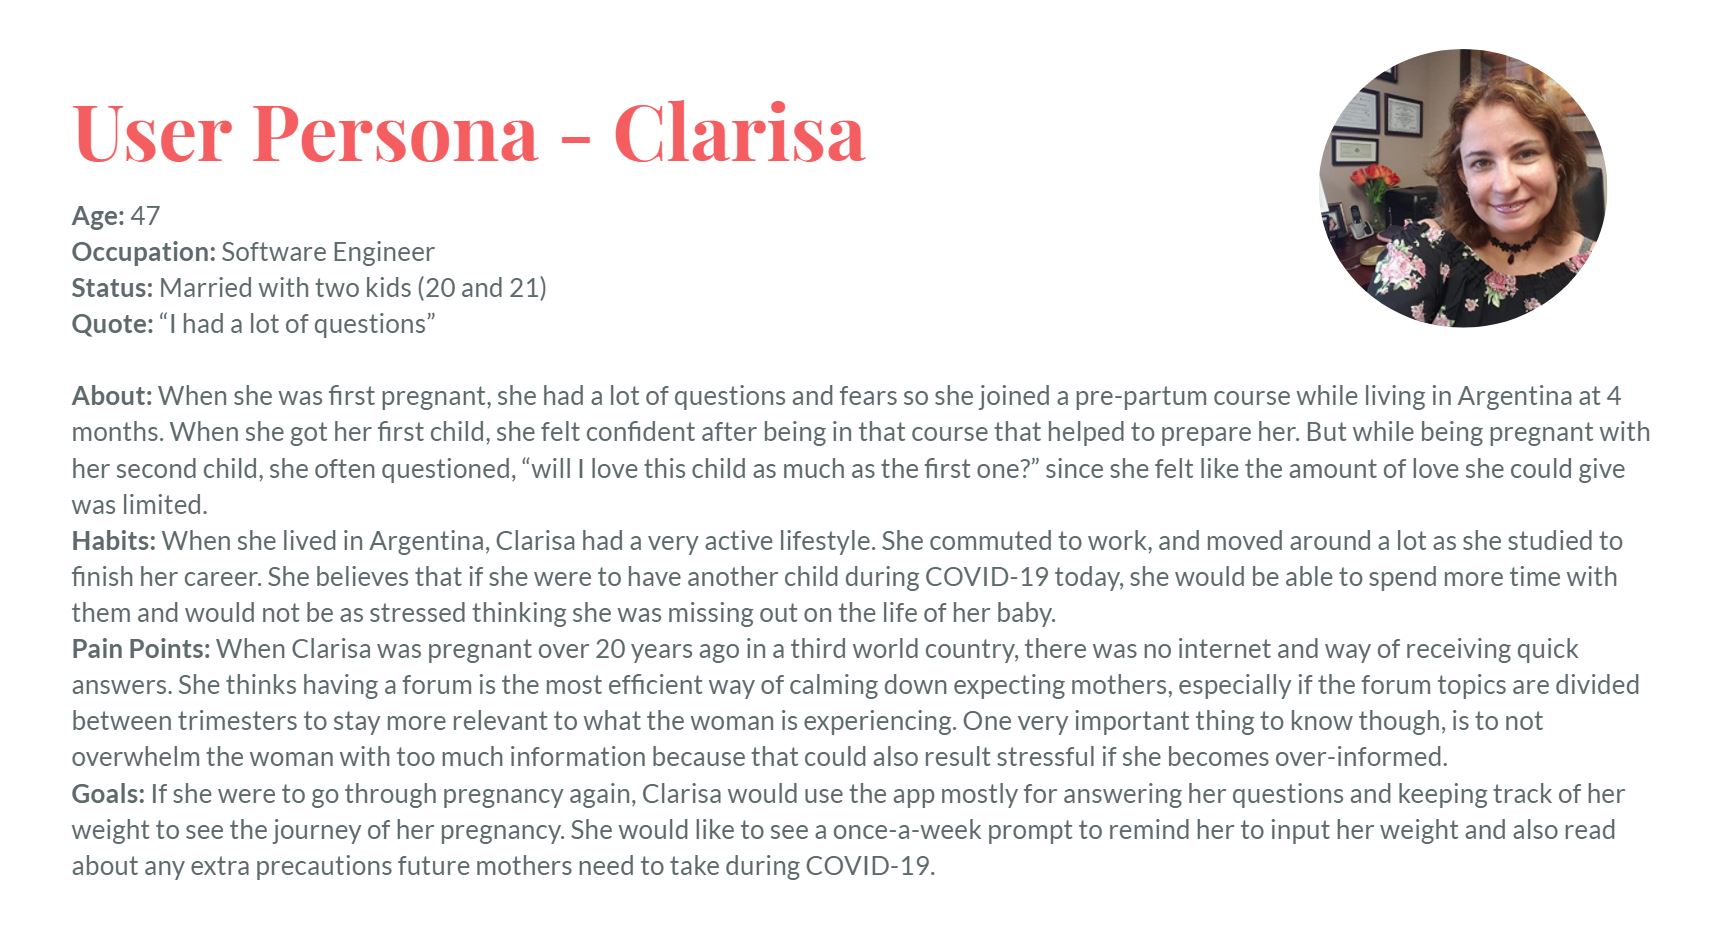 User Persona - Clarisa
Age: 47
Occupation: Software Engineer
Status: Married with two kids (20 and 21)
Quote: “I had a lot of questions”
About: When she was first pregnant, she had a lot of questions and fears so she joined a pre-partum course while living in Argentina at 4
months. When she got her first child, she felt confident after being in that course that helped to prepare her. But while being pregnant with
her second child, she often questioned, “will I love this child as much as the first one?” since she felt like the amount of love she could give
was limited.
Habits: When she lived in Argentina, Clarisa had a very active lifestyle. She commuted to work, and moved around a lot as she studied to
finish her career. She believes that if she were to have another child during COVID-19 today, she would be able to spend more time with
them and would not be as stressed thinking she was missing out on the life of her baby.
Pain Points: When Clarisa was pregnant over 20 years ago in a third world country, there was no internet and way of receiving quick
answers. She thinks having a forum is the most efficient way of calming down expecting mothers, especially if the forum topics are divided
between trimesters to stay more relevant to what the woman is experiencing. One very important thing to know though, is to not
overwhelm the woman with too much information because that could also result stressful if she becomes over-informed.
Goals: If she were to go through pregnancy again, Clarisa would use the app mostly for answering her questions and keeping track of her
weight to see the journey of her pregnancy. She would like to see a once-a-week prompt to remind her to input her weight and also read
about any extra precautions future mothers need to take during COVID-19.